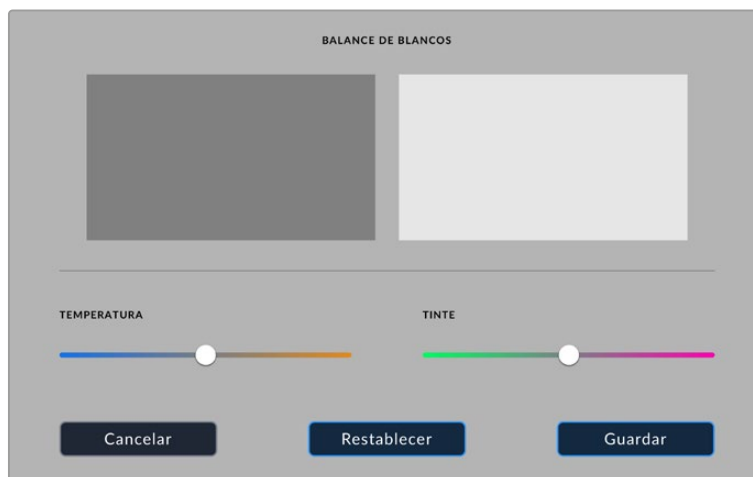 BALANCE DE BLANCOS
TEMPERATURA
TINTE
Cancelar
Restablecer
Guardar